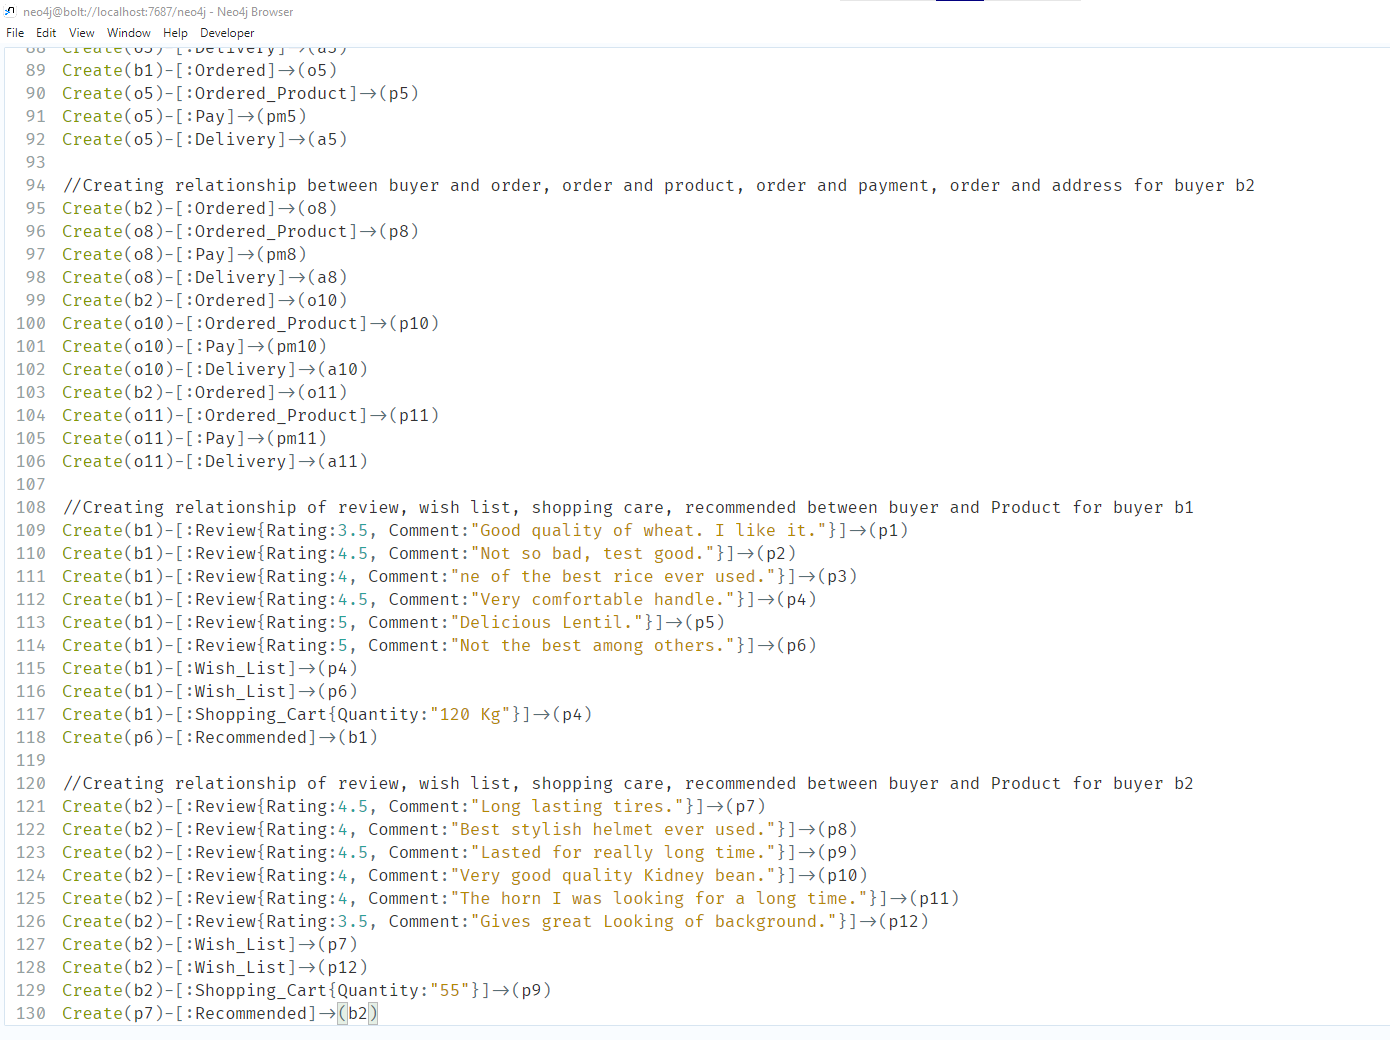 neo4j@bolt://localhost:7687/neo4j - Neo4j Browser
File Edit View Window Help Developer
88 Create(o5)-[:Delivery]→(a5)
89 Create(b1)-[:Ordered]→(o5)
90 Create(o5)-[:Ordered_Product]→(p5)
91 Create(o5)-[:Pay]→(pm5)
92 Create(o5)-[:Delivery]→(a5)
93
94 //Creating relationship between buyer and order, order and product, order and payment, order and address for buyer b2
95 Create(b2)-[:Ordered]→(o8)
96 Create(o8)-[:Ordered_Product]→(p8)
97 Create(o8)-[:Pay]→(pm8)
98 Create(o8)-[:Delivery]→(a8)
99 Create(b2)-[:Ordered]→(o10)
100 Create(o10)-[:Ordered_Product]→(p10)
101 Create(o10)-[:Pay]→(pm10)
102 Create(o10)-[:Delivery]→(a10)
103 Create(b2)-[:Ordered]→(o11)
104 Create(o11)-[:Ordered_Product]→(p11)
105 Create(o11)-[:Pay]→(pm11)
106 Create(o11)-[:Delivery]→(a11)
107
108 //Creating relationship of review, wish list, shopping care, recommended between buyer and Product for buyer b1
109 Create(b1)-[:Review{Rating:3.5, Comment:"Good quality of wheat. I like it."}]→(p1)
110 Create(b1)-[:Review{Rating:4.5, Comment:"Not so bad, test good."}]→(p2)
111 Create(b1)-[:Review{Rating:4, Comment:"ne of the best rice ever used."}]→(p3)
112 Create(b1)-[:Review{Rating:4.5, Comment:"Very comfortable handle."}]→(p4)
113 Create(b1)-[:Review{Rating:5, Comment:"Delicious Lentil."}]→(p5)
114 Create(b1)-[:Review{Rating:5, Comment:"Not the best among others."}]→(p6)
115 Create(b1)-[:Wish_List]→(p4)
116 Create(b1)-[:Wish_List]→(p6)
117 Create(b1)-[:Shopping_Cart{Quantity:"120 Kg"}]→(p4)
118 Create(p6)-[:Recommended]→(b1)
119
120 //Creating relationship of review, wish list, shopping care, recommended between buyer and Product for buyer b2
121 Create(b2)-[:Review{Rating:4.5, Comment:"Long lasting tires."}]→(p7)
122 Create(b2)-[:Review{Rating:4, Comment:"Best stylish helmet ever used."}]→(p8)
123 Create(b2)-[:Review{Rating:4.5, Comment:"Lasted for really long time."}]→(p9)
124 Create(b2)-[:Review{Rating:4, Comment:"Very good quality Kidney bean."}]→(p10)
125 Create(b2)-[:Review{Rating:4, Comment:"The horn I was looking for a long time."}]→(p11)
126 Create(b2)-[:Review{Rating:3.5, Comment:"Gives great Looking of background."}]→(p12)
127 Create(b2)-[:Wish_List]→(p7)
128 Create(b2)-[:Wish_List]→(p12)
129 Create(b2)-[:Shopping_Cart{Quantity:"55"}]→(p9)
130 Create(p7)-[:Recommended]→(b2)